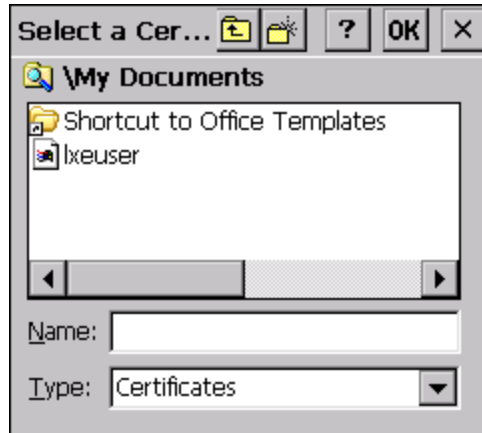 Select a Cer... ? OK ×
\My Documents
Shortcut to Office Templates
lxeuser
Name:
Type: Certificates